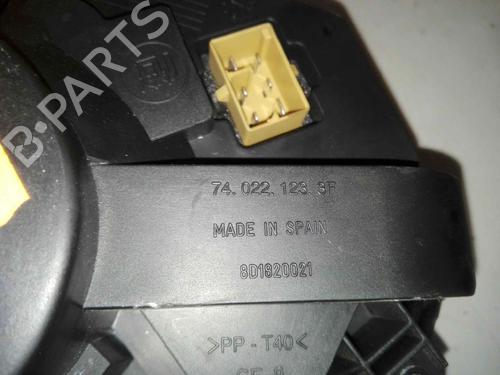 B-PARTS
74.022.123.3F
MADE IN SPAIN
8D1820021
>PP-T40<